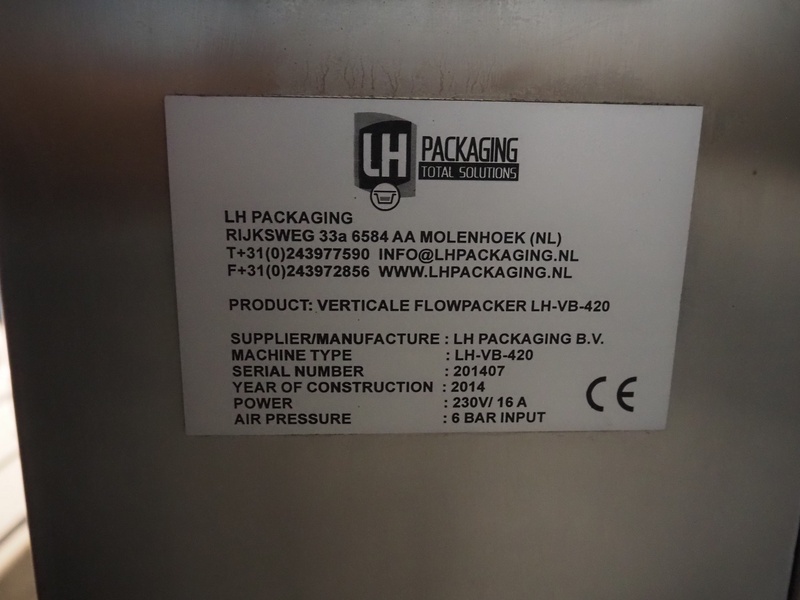 LH PACKAGING
TOTAL SOLUTIONS
LH PACKAGING
RIJKSWEG 33a 6584 AA MOLENHOEK (NL)
T+31(0)243977590 INFO@LHPACKAGING.NL
F+31(0)243972856 WWW.LHPACKAGING.NL
PRODUCT: VERTICALE FLOWPACKER LH-VB-420
SUPPLIER/MANUFACTURE : LH PACKAGING B.V.
MACHINE TYPE : LH-VB-420
SERIAL NUMBER : 201407
YEAR OF CONSTRUCTION : 2014
POWER : 230V/ 16 A
AIR PRESSURE : 6 BAR INPUT
CE